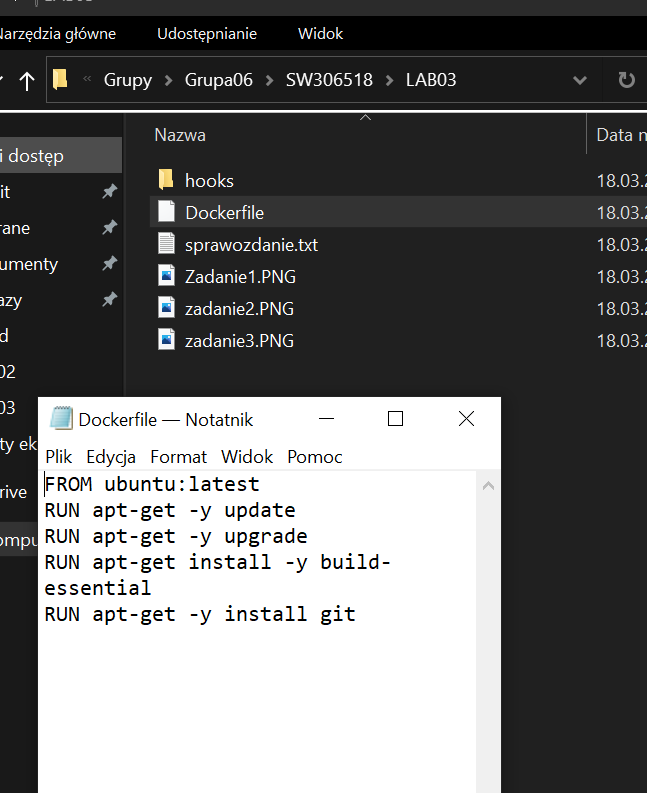 Narzędzia główne Udostępnianie Widok
« Grupy > Grupa06 > SW306518 > LAB03
Nazwa
hooks
Dockerfile
sprawozdanie.txt
Zadanie1.PNG
zadanie2.PNG
zadanie3.PNG
i dostęp
it
rane
umenty
azy
d
02
03
ty ek
rive
ompu
Data m
18.03.2
18.03.2
18.03.2
18.03.2
18.03.2
18.03.2
Dockerfile — Notatnik
Plik Edycja Format Widok Pomoc
FROM ubuntu:latest
RUN apt-get -y update
RUN apt-get -y upgrade
RUN apt-get install -y build-
essential
RUN apt-get -y install git